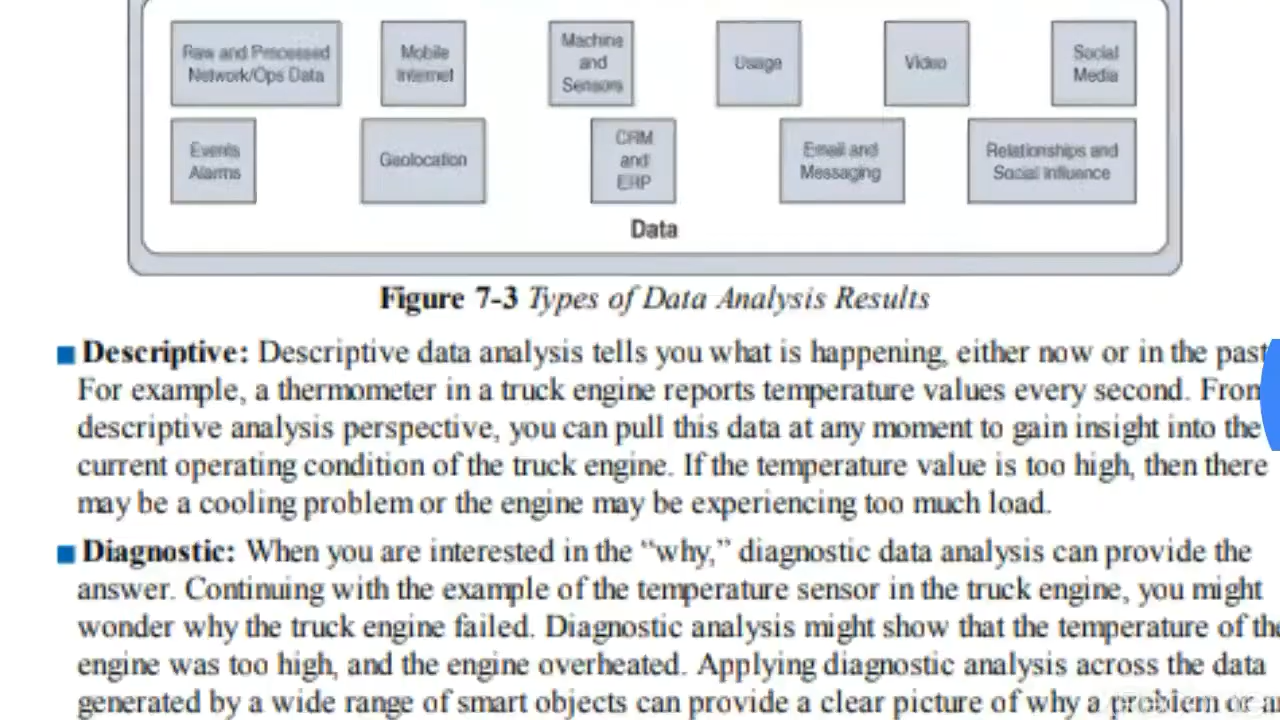 Raw and Processed
Network/Ops Data
Mobile
Internet
Machine
and
Sensors
Usage
Video
Social
Media
Events
Alarms
Geolocation
CRM
and
ERP
Email and
Messaging
Relationships and
Social Influence
Data
Figure 7-3 Types of Data Analysis Results
Descriptive: Descriptive data analysis tells you what is happening, either now or in the past
For example, a thermometer in a truck engine reports temperature values every second. From
descriptive analysis perspective, you can pull this data at any moment to gain insight into the
current operating condition of the truck engine. If the temperature value is too high, then there
may be a cooling problem or the engine may be experiencing too much load.
Diagnostic: When you are interested in the “why,” diagnostic data analysis can provide the
answer. Continuing with the example of the temperature sensor in the truck engine, you might
wonder why the truck engine failed. Diagnostic analysis might show that the temperature of the
engine was too high, and the engine overheated. Applying diagnostic analysis across the data
generated by a wide range of smart objects can provide a clear picture of why a problem or